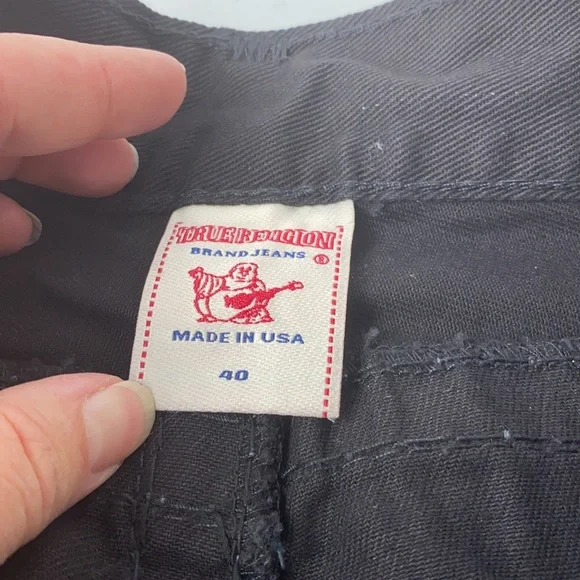 TRUE RELIGION
BRAND JEANS ®
MADE IN USA
40